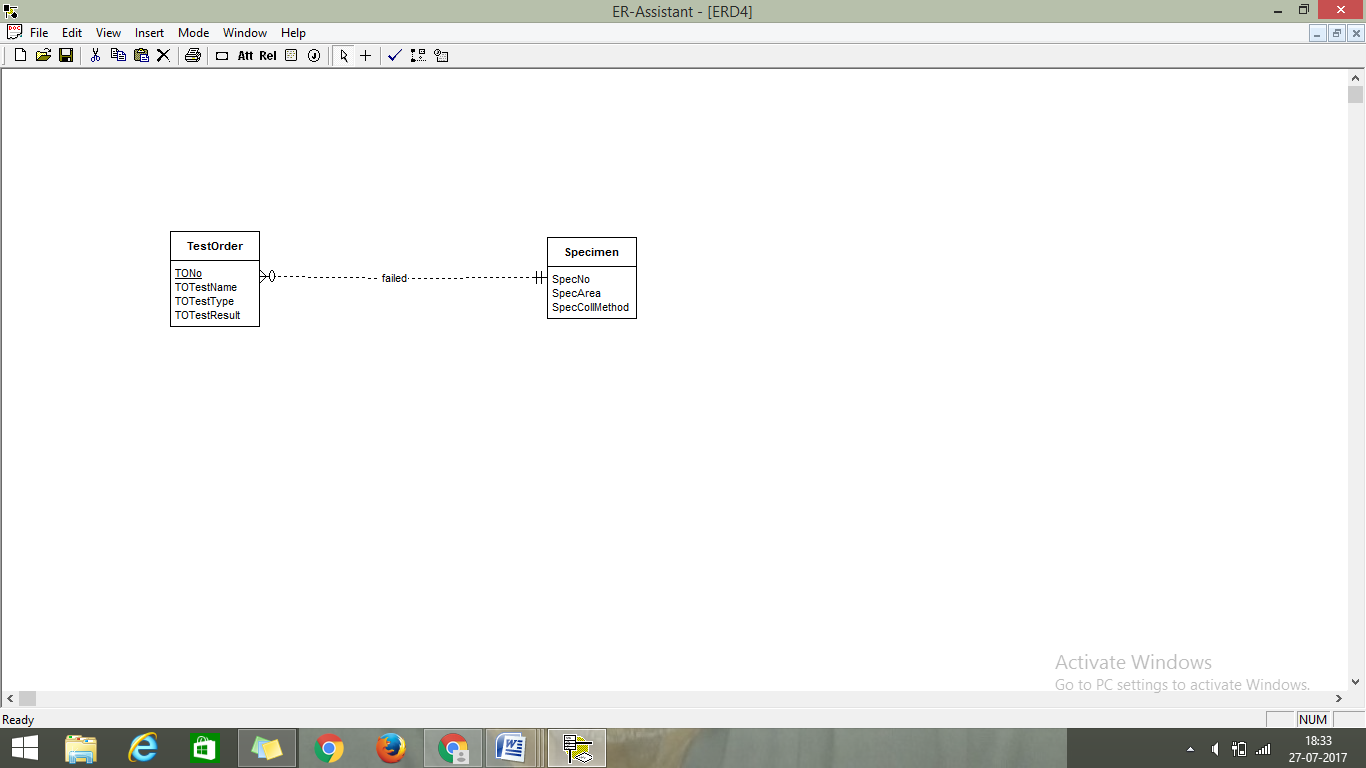 ER-Assistant - [ERD4]
File Edit View Insert Mode Window Help
Att Rel J
TestOrder
TONo
TOTestName
TOTestType
TOTestResult
failed
Specimen
SpecNo
SpecArea
SpecCollMethod
Activate Windows
Go to PC settings to activate Windows.
Ready NUM
18:33
27-07-2017